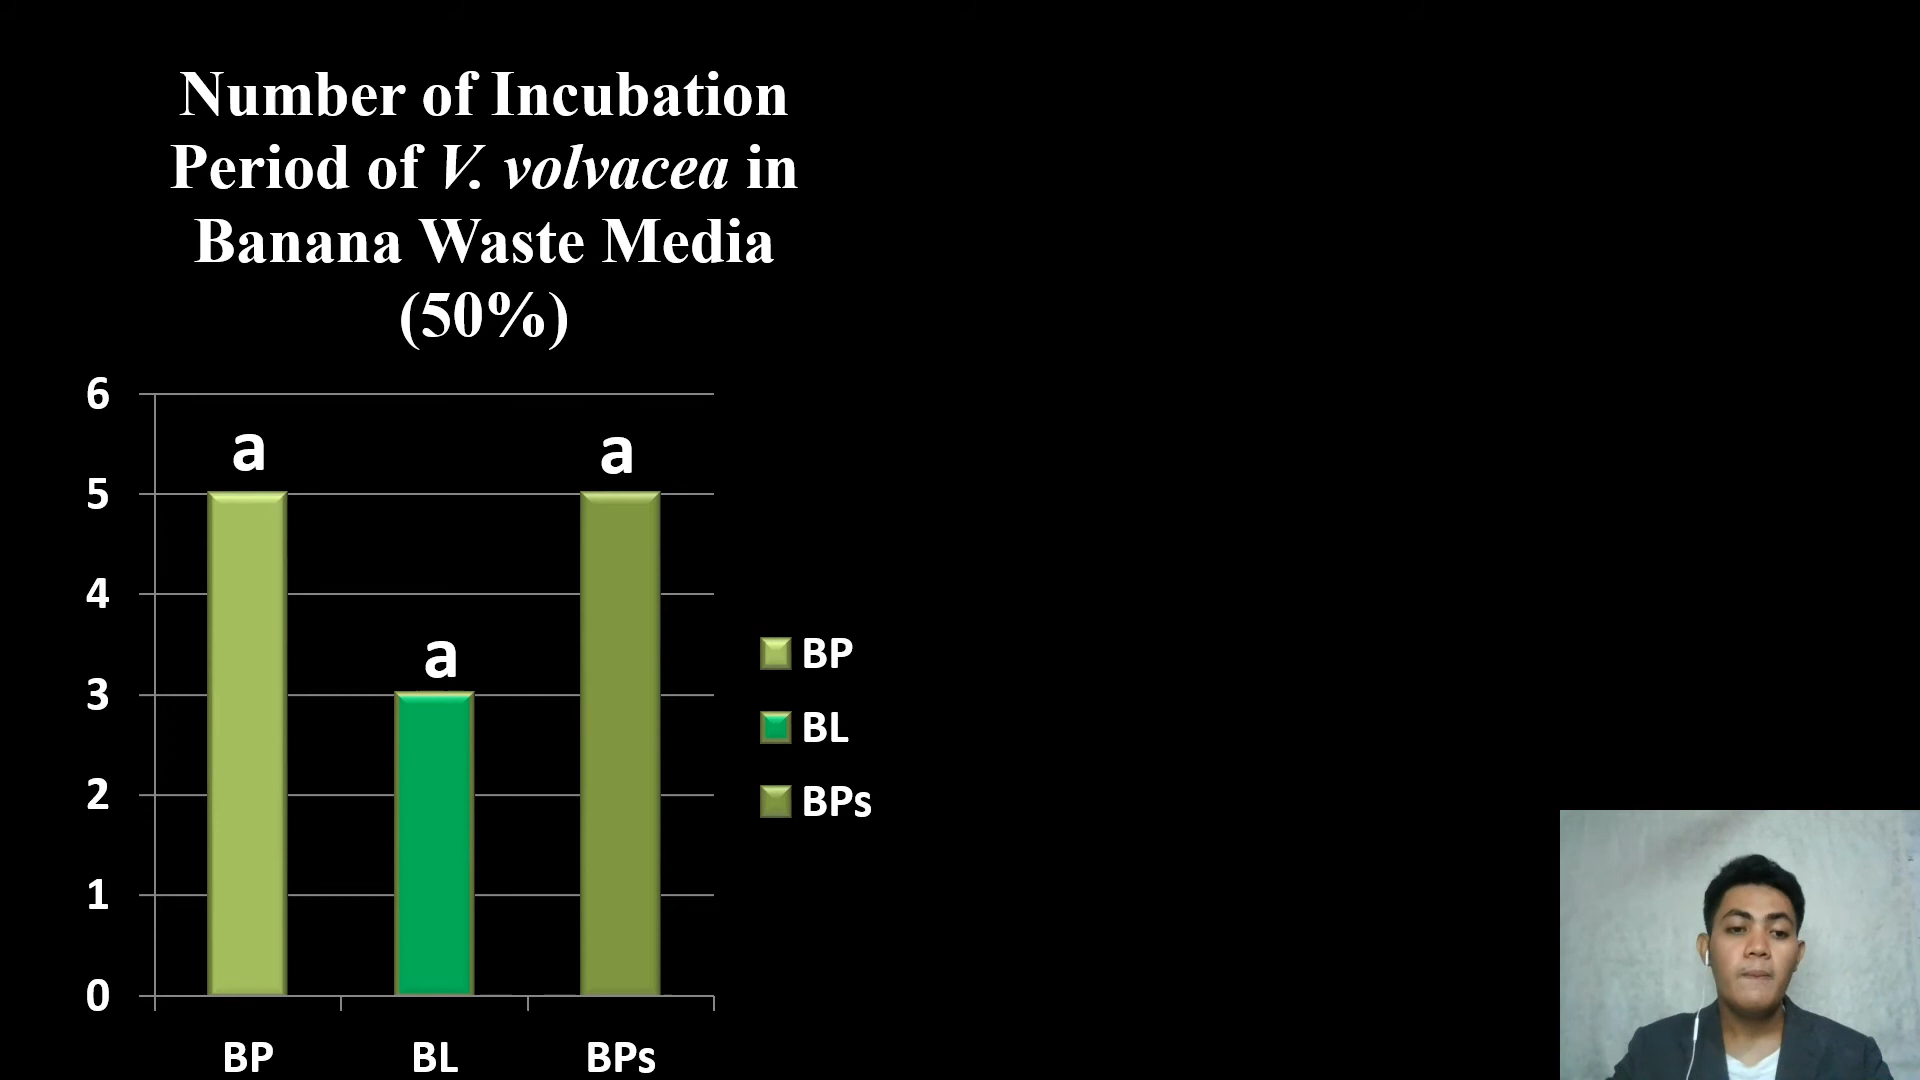 Number of Incubation
Period of V. volvacea in
Banana Waste Media
(50%)
6
a
a
5
4
a
3
2
1
0
BP
BL
BPs
BP
BL
BPs